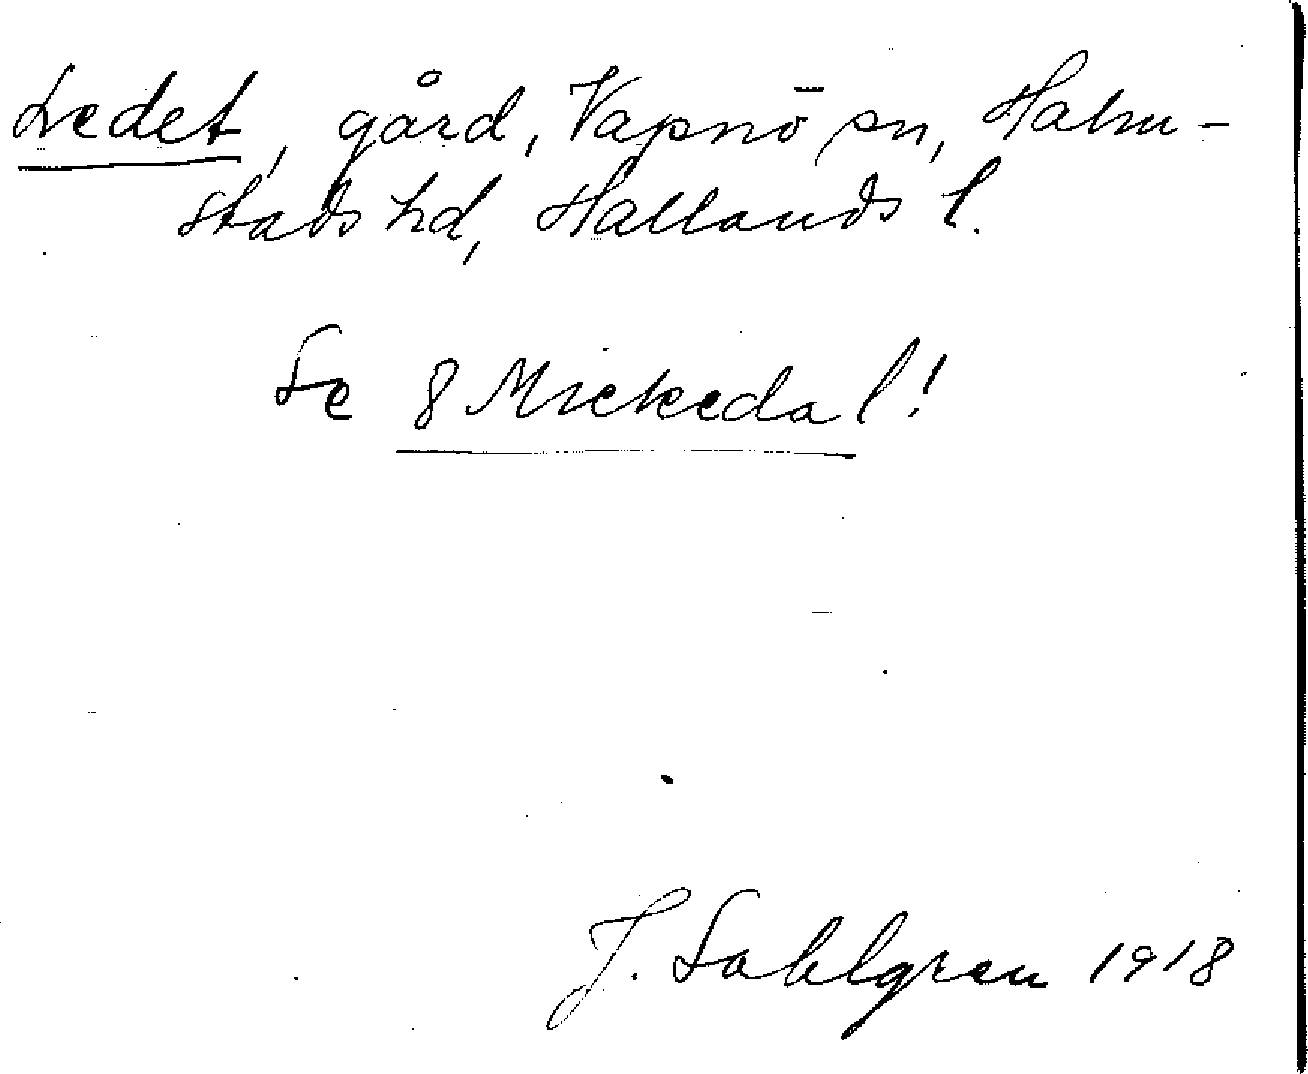 Ledet, gård, Vapnö sn, Halm-
stads hd, Hallands l.
Se 8 Mickedal!
J. Sahlgren 1918